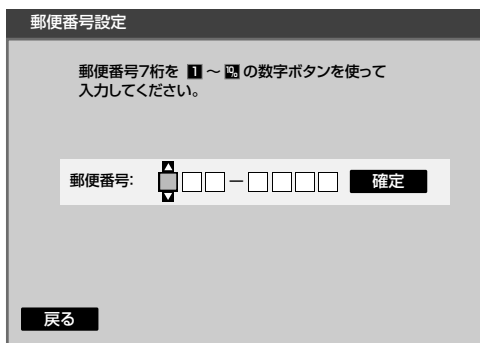 郵便番号設定
郵便番号7桁を 1 ~ 10 の数字ボタンを使って
入力してください。
郵便番号: □□□−□□□□ 確定
戻る